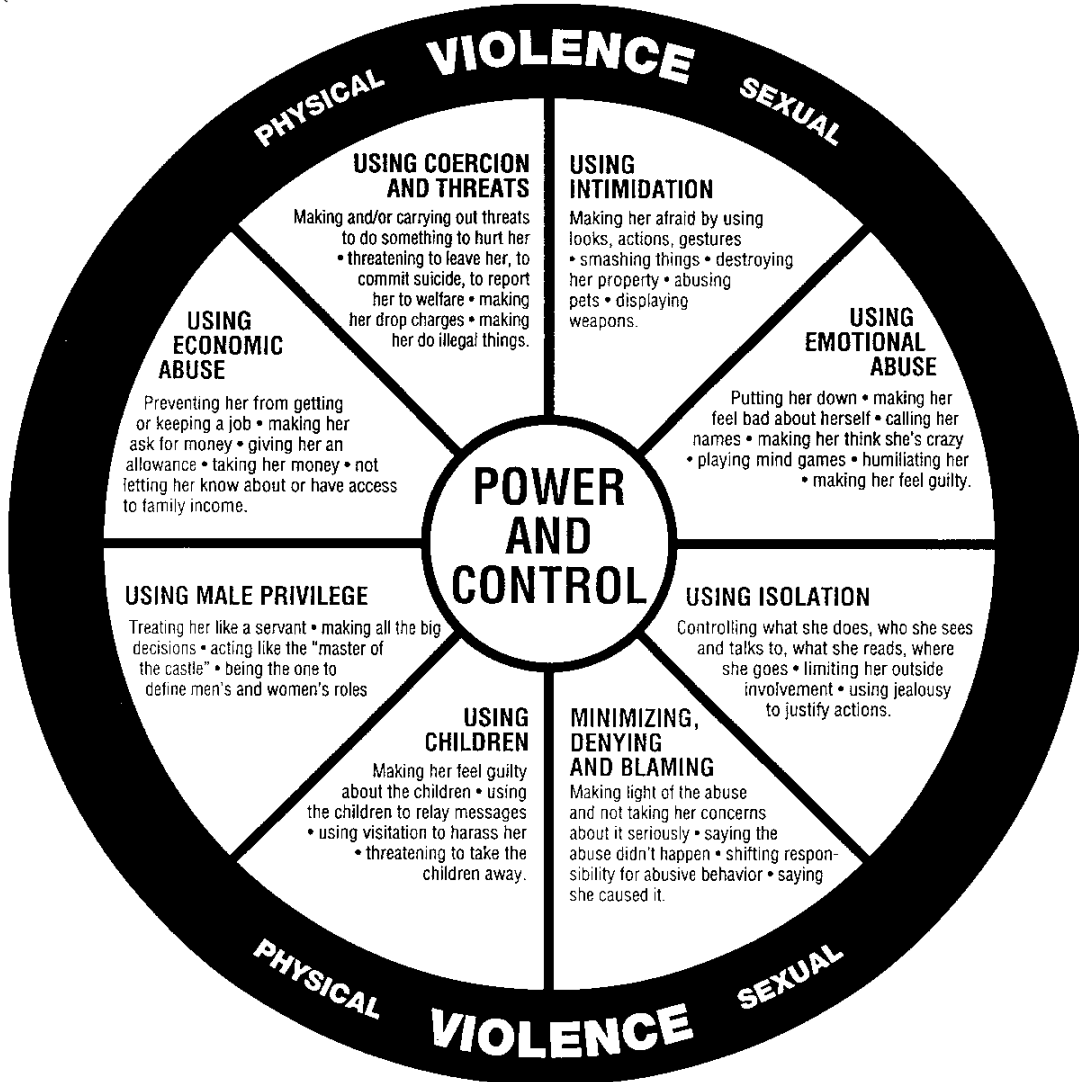 PHYSICAL VIOLENCE SEXUAL
USING COERCION
AND THREATS
Making and/or carrying out threats
to do something to hurt her
• threatening to leave her, to
commit suicide, to report
her to welfare • making
her drop charges • making
her do illegal things.
USING
INTIMIDATION
Making her afraid by using
looks, actions, gestures
• smashing things • destroying
her property • abusing
pets • displaying
weapons.
USING
EMOTIONAL
ABUSE
Putting her down • making her
feel bad about herself • calling her
names • making her think she's crazy
• playing mind games • humiliating her
• making her feel guilty.
USING ISOLATION
Controlling what she does, who she sees
and talks to, what she reads, where
she goes • limiting her outside
involvement • using jealousy
to justify actions.
MINIMIZING,
DENYING
AND BLAMING
Making light of the abuse
and not taking her concerns
about it seriously • saying the
abuse didn't happen • shifting respon-
sibility for abusive behavior • saying
she caused it.
USING
CHILDREN
Making her feel guilty
about the children • using
the children to relay messages
• using visitation to harass her
• threatening to take the
children away.
USING MALE PRIVILEGE
Treating her like a servant • making all the big
decisions • acting like the "master of
the castle" • being the one to
define men's and women's roles
USING
ECONOMIC
ABUSE
Preventing her from getting
or keeping a job • making her
ask for money • giving her an
allowance • taking her money • not
letting her know about or have access
to family income.
POWER
AND
CONTROL
PHYSICAL VIOLENCE SEXUAL